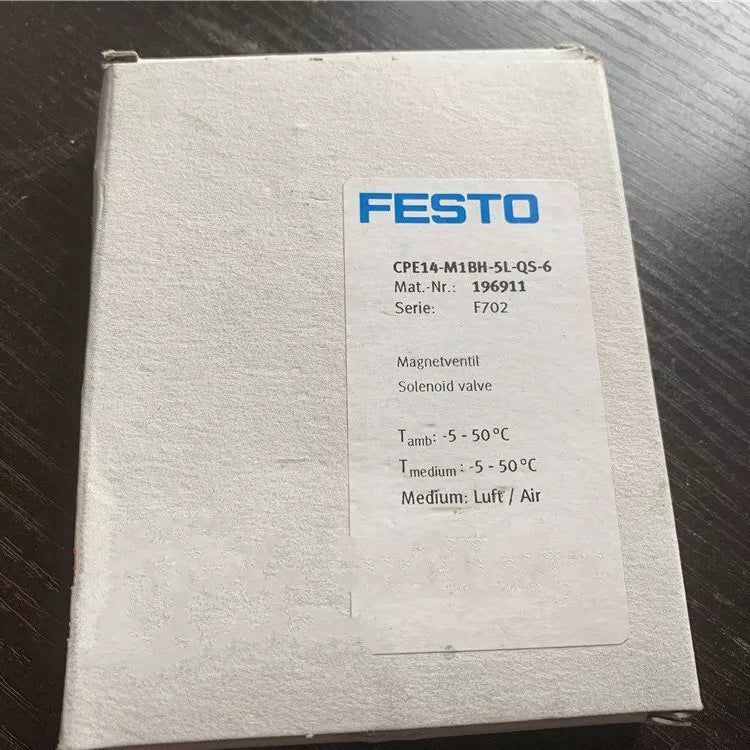 FESTO
CPE14-M1BH-5L-QS-6
Mat.-Nr.: 196911
Serie: F702
Magnetventil
Solenoid valve
Tamb: -5 - 50°C
Tmedium: -5 - 50°C
Medium: Luft / Air